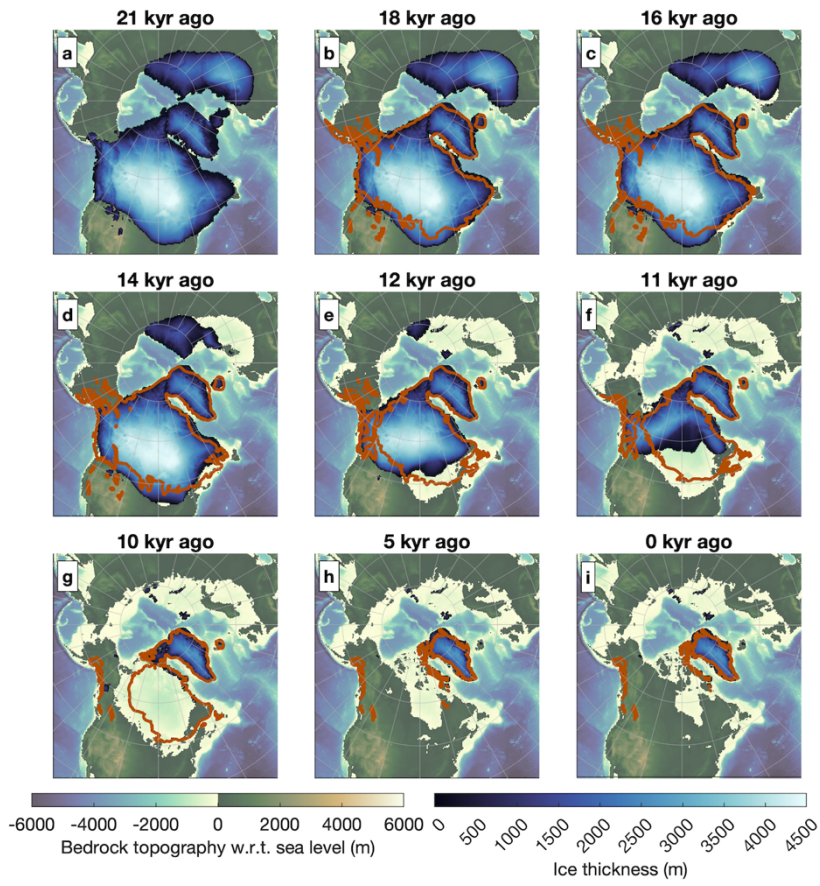 21 kyr ago
18 kyr ago
16 kyr ago
a
b
c
14 kyr ago
12 kyr ago
11 kyr ago
d
e
f
10 kyr ago
5 kyr ago
0 kyr ago
g
h
i
-6000 -4000 -2000 0 2000 4000 6000
Bedrock topography w.r.t. sea level (m)
0 500 1000 1500 2000 2500 3000 3500 4000 4500
Ice thickness (m)